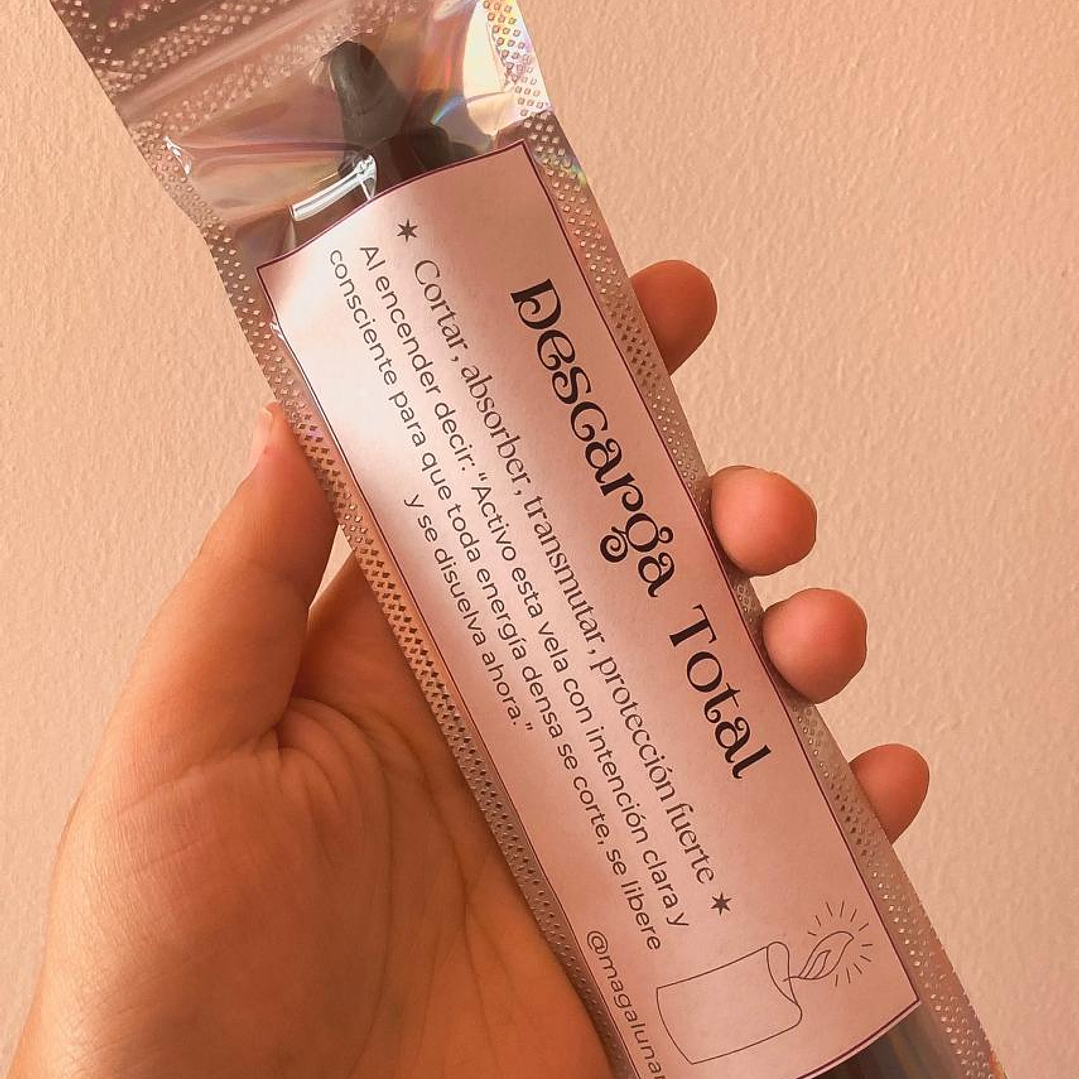 Descarga Total
✶ Cortar, absorber, transmutar, protección fuerte ✶
Al encender decir: "Activo esta vela con intención clara y
consciente para que toda energía densa se corte, se libere
y se disuelva ahora."